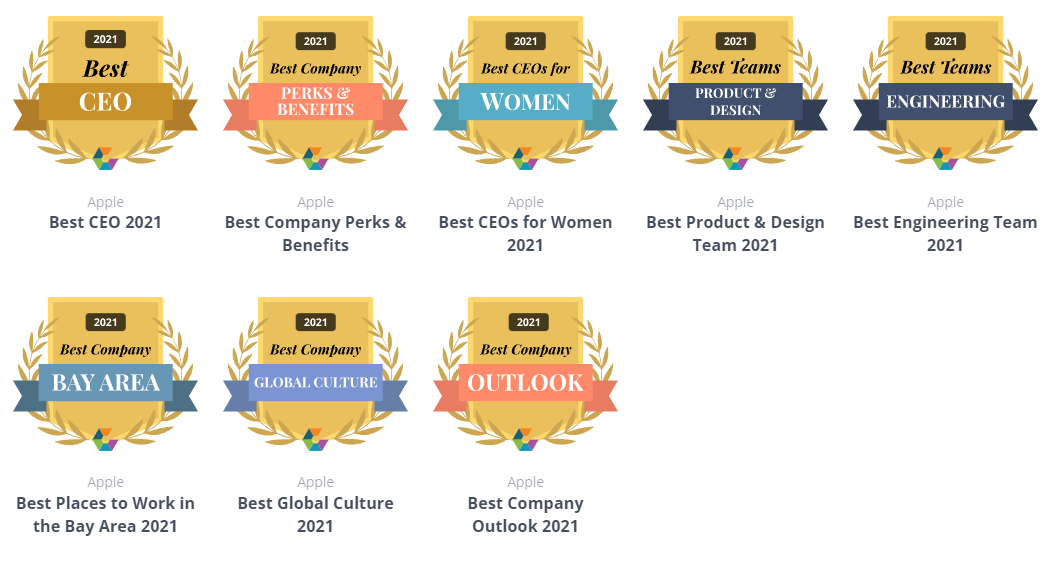 2021
Best
CEO
Apple
Best CEO 2021
2021
Best Company
PERKS &
BENEFITS
Apple
Best Company Perks &
Benefits
2021
Best CEOs for
WOMEN
Apple
Best CEOs for Women
2021
2021
Best Teams
PRODUCT &
DESIGN
Apple
Best Product & Design
Team 2021
2021
Best Teams
ENGINEERING
Apple
Best Engineering Team
2021
2021
Best Company
BAY AREA
Apple
Best Places to Work in
the Bay Area 2021
2021
Best Company
GLOBAL CULTURE
Apple
Best Global Culture
2021
2021
Best Company
OUTLOOK
Apple
Best Company
Outlook 2021